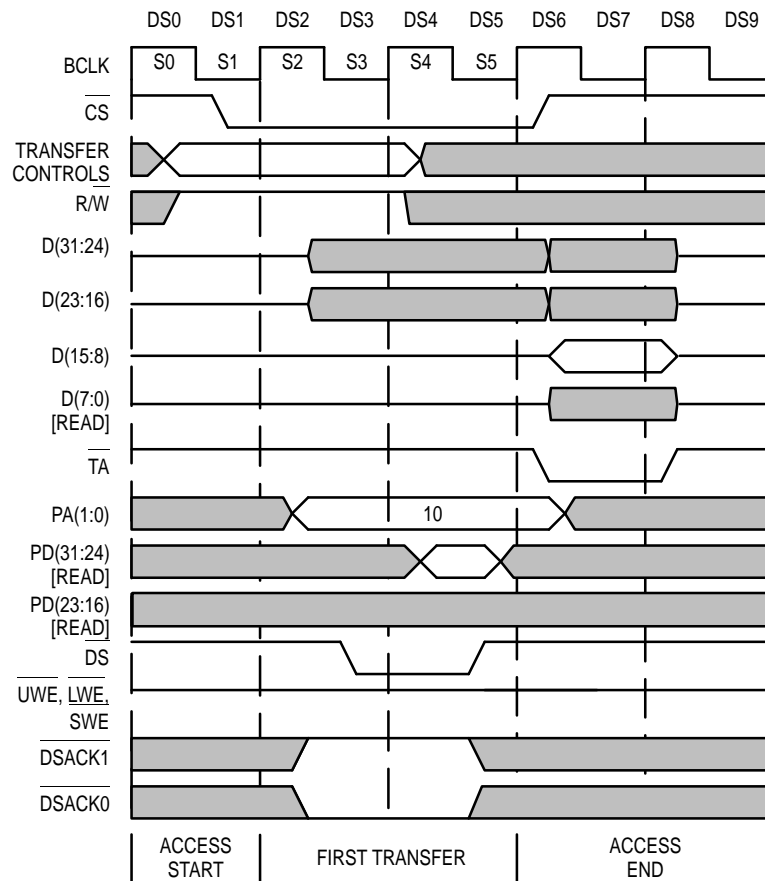 DS0 DS1 DS2 DS3 DS4 DS5 DS6 DS7 DS8 DS9
BCLK S0 S1 S2 S3 S4 S5
CS
TRANSFER
CONTROLS
R/W
D(31:24)
D(23:16)
D(15:8)
D(7:0)
[READ]
TA
PA(1:0) 10
PD(31:24)
[READ]
PD(23:16)
[READ]
DS
UWE, LWE,
SWE
DSACK1
DSACK0
ACCESS
START
FIRST TRANSFER
ACCESS
END